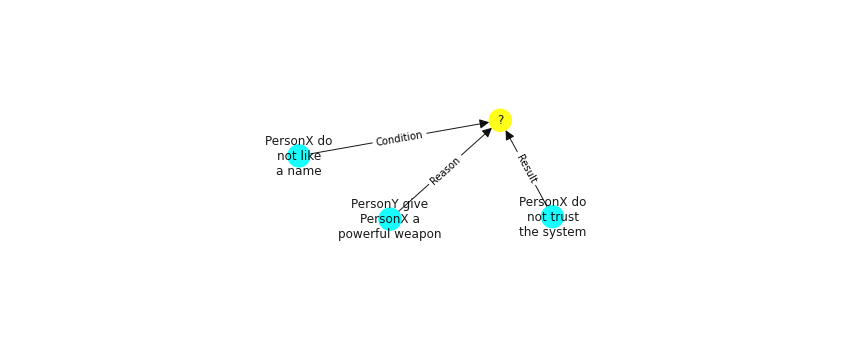 ?
Condition
PersonX do
not like
a name
Reason
Result
PersonY give
PersonX a
powerful weapon
PersonX do
not trust
the system